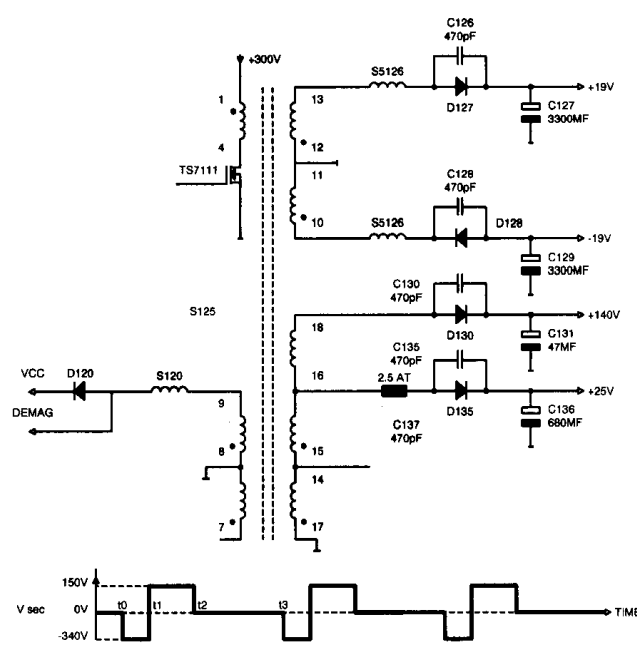 C126
470pF
+300V
S5126
+19V
1
13
D127
C127
3300MF
4
12
TS7111
11
C128
470pF
10
S5126
D128
-19V
C129
3300MF
C130
470pF
S125
18
+140V
C135
470pF
D130
C131
47MF
VCC
D120
S120
16
2.5 AT
+25V
DEMAG
9
C137
470pF
D135
C136
680MF
8
15
14
7
17
150V
V sec
0V
t0
t1
t2
t3
TIME
-340V